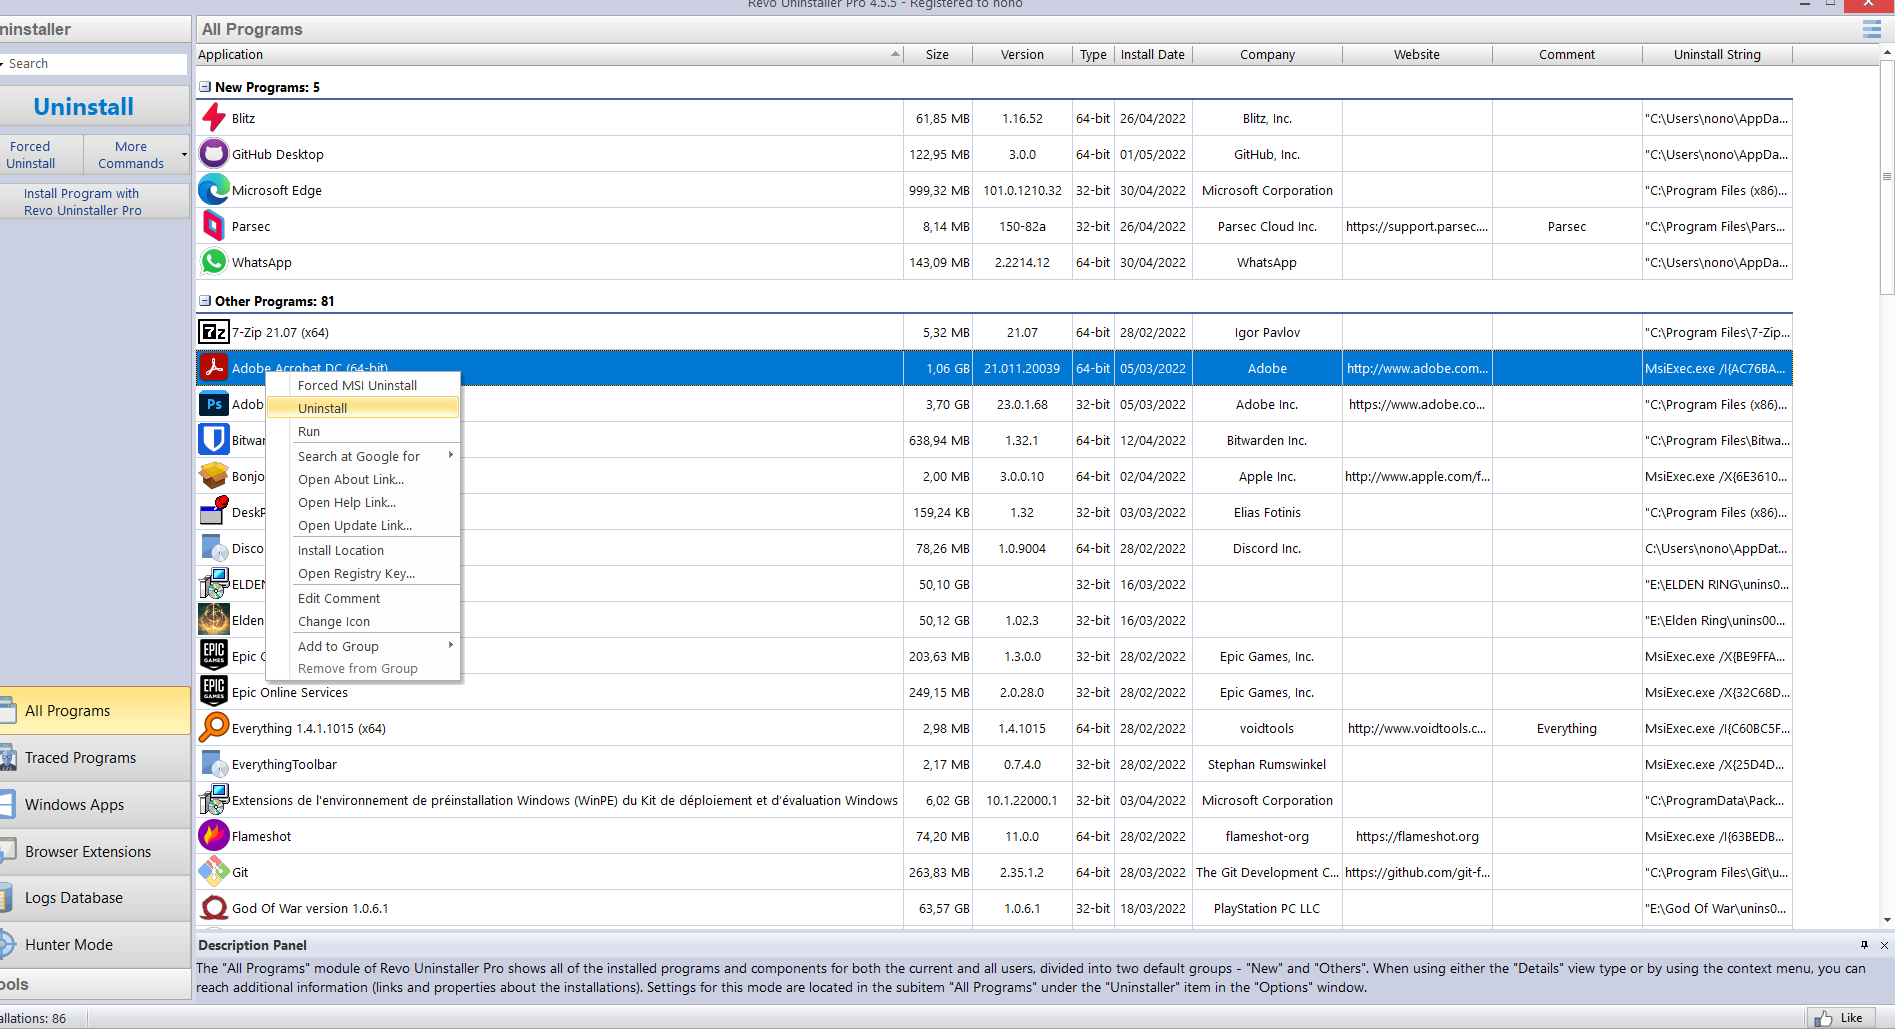 Revo Uninstaller Pro 4.5.5 - Registered to nono
ninstaller
All Programs
Application Size Version Type Install Date Company Website Comment Uninstall String
Search
Uninstall
Forced Uninstall
More Commands
Install Program with
Revo Uninstaller Pro
New Programs: 5
Blitz 61,85 MB 1.16.52 64-bit 26/04/2022 Blitz, Inc. "C:\Users\nono\AppDa...
GitHub Desktop 122,95 MB 3.0.0 64-bit 01/05/2022 GitHub, Inc. "C:\Users\nono\AppDa...
Microsoft Edge 999,32 MB 101.0.1210.32 32-bit 30/04/2022 Microsoft Corporation "C:\Program Files (x86)...
Parsec 8,14 MB 150-82a 32-bit 26/04/2022 Parsec Cloud Inc. https://support.parsec.... Parsec "C:\Program Files\Pars...
WhatsApp 143,09 MB 2.2214.12 64-bit 30/04/2022 WhatsApp "C:\Users\nono\AppDa...
Other Programs: 81
7-Zip 21.07 (x64) 5,32 MB 21.07 64-bit 28/02/2022 Igor Pavlov "C:\Program Files\7-Zip...
Adobe Acrobat DC (64-bit) 1,06 GB 21.011.20039 64-bit 05/03/2022 Adobe http://www.adobe.com... MsiExec.exe /I{AC76BA...
Ps Adob 3,70 GB 23.0.1.68 32-bit 05/03/2022 Adobe Inc. https://www.adobe.co... "C:\Program Files (x86)...
Bitwar 638,94 MB 1.32.1 64-bit 12/04/2022 Bitwarden Inc. "C:\Program Files\Bitwa...
Bonjo 2,00 MB 3.0.0.10 64-bit 02/04/2022 Apple Inc. http://www.apple.com/f... MsiExec.exe /X{6E3610...
DeskP 159,24 KB 1.32 32-bit 03/03/2022 Elias Fotinis "C:\Program Files (x86)...
Disco 78,26 MB 1.0.9004 64-bit 28/02/2022 Discord Inc. C:\Users\nono\AppDat...
ELDEN 50,10 GB 32-bit 16/03/2022 "E:\ELDEN RING\unins0...
Elden 50,12 GB 1.02.3 32-bit 16/03/2022 "E:\Elden Ring\unins00...
EPIC GAMES Epic G 203,63 MB 1.3.0.0 32-bit 28/02/2022 Epic Games, Inc. MsiExec.exe /X{BE9FFA...
EPIC GAMES Epic Online Services 249,15 MB 2.0.28.0 32-bit 28/02/2022 Epic Games, Inc. MsiExec.exe /X{32C68D...
Everything 1.4.1.1015 (x64) 2,98 MB 1.4.1015 64-bit 28/02/2022 voidtools http://www.voidtools.c... Everything MsiExec.exe /I{C60BC5F...
EverythingToolbar 2,17 MB 0.7.4.0 64-bit 28/02/2022 Stephan Rumswinkel MsiExec.exe /X{25D4D...
Extensions de l'environnement de préinstallation Windows (WinPE) du Kit de déploiement et d'évaluation Windows 6,02 GB 10.1.22000.1 32-bit 03/04/2022 Microsoft Corporation "C:\ProgramData\Pack...
Flameshot 74,20 MB 11.0.0 64-bit 28/02/2022 flameshot-org https://flameshot.org MsiExec.exe /I{63BEDB...
Git 263,83 MB 2.35.1.2 64-bit 28/03/2022 The Git Development C... https://github.com/git-f... "C:\Program Files\Git\u...
God Of War version 1.0.6.1 63,57 GB 1.0.6.1 32-bit 18/03/2022 PlayStation PC LLC "E:\God Of War\unins0...
Forced MSI Uninstall
Uninstall
Run
Search at Google for
Open About Link...
Open Help Link...
Open Update Link...
Install Location
Open Registry Key...
Edit Comment
Change Icon
Add to Group
Remove from Group
All Programs
Traced Programs
Windows Apps
Browser Extensions
Logs Database
Hunter Mode
ools
Description Panel
The "All Programs" module of Revo Uninstaller Pro shows all of the installed programs and components for both the current and all users, divided into two default groups - "New" and "Others". When using either the "Details" view type or by using the context menu, you can
reach additional information (links and properties about the installations). Settings for this mode are located in the subitem "All Programs" under the "Uninstaller" item in the "Options" window.
allations: 86
Like